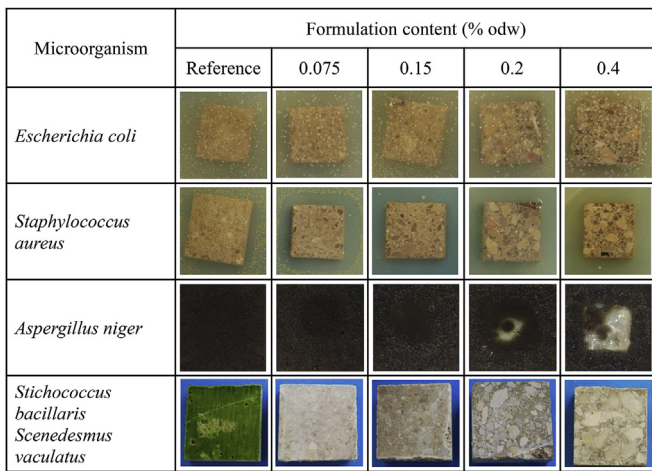 Microorganism
Formulation content (% odw)
Reference 0.075 0.15 0.2 0.4
Escherichia coli
Staphylococcus
aureus
Aspergillus niger
Stichococcus
bacillaris
Scenedesmus
vaculatus